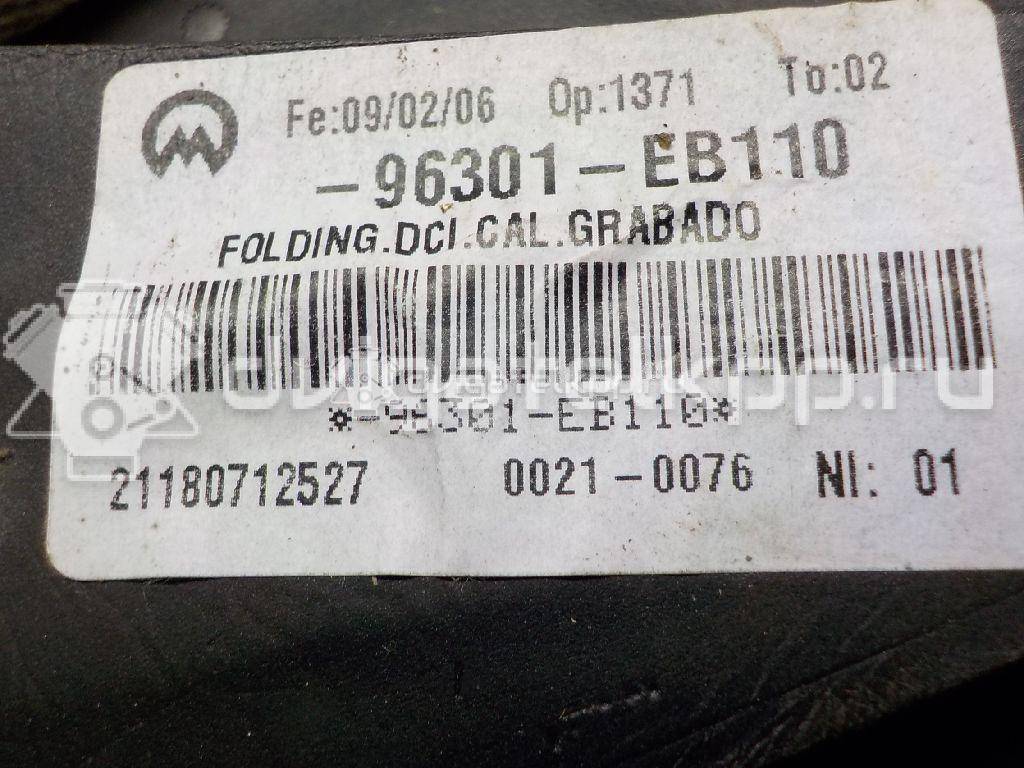 Fe:09/02/06 Op:1371 To:02
-96301-EB110
FOLDING.DCI.CAL.GRABADO
*-96301-EB110*
21180712527 0021-0076 NI: 01